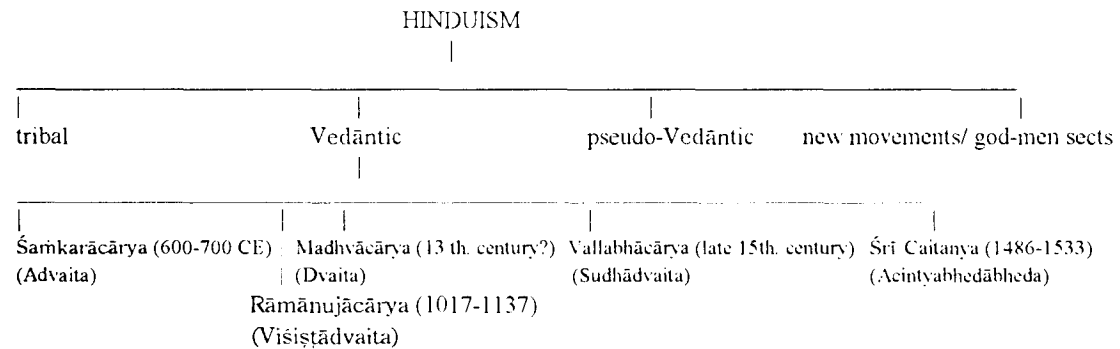 HINDUISM
tribal Vedāntic pseudo-Vedāntic new movements/ god-men sects
Śaṁkarācārya (600-700 CE) Madhvācārya (13 th. century?) Vallabhācārya (late 15th. century) Śrī Caitanya (1486-1533)
(Advaita) (Dvaita) (Sudhādvaita) (Acintyabhedābheda)
Rāmānujācārya (1017-1137)
(Viśiṣṭādvaita)